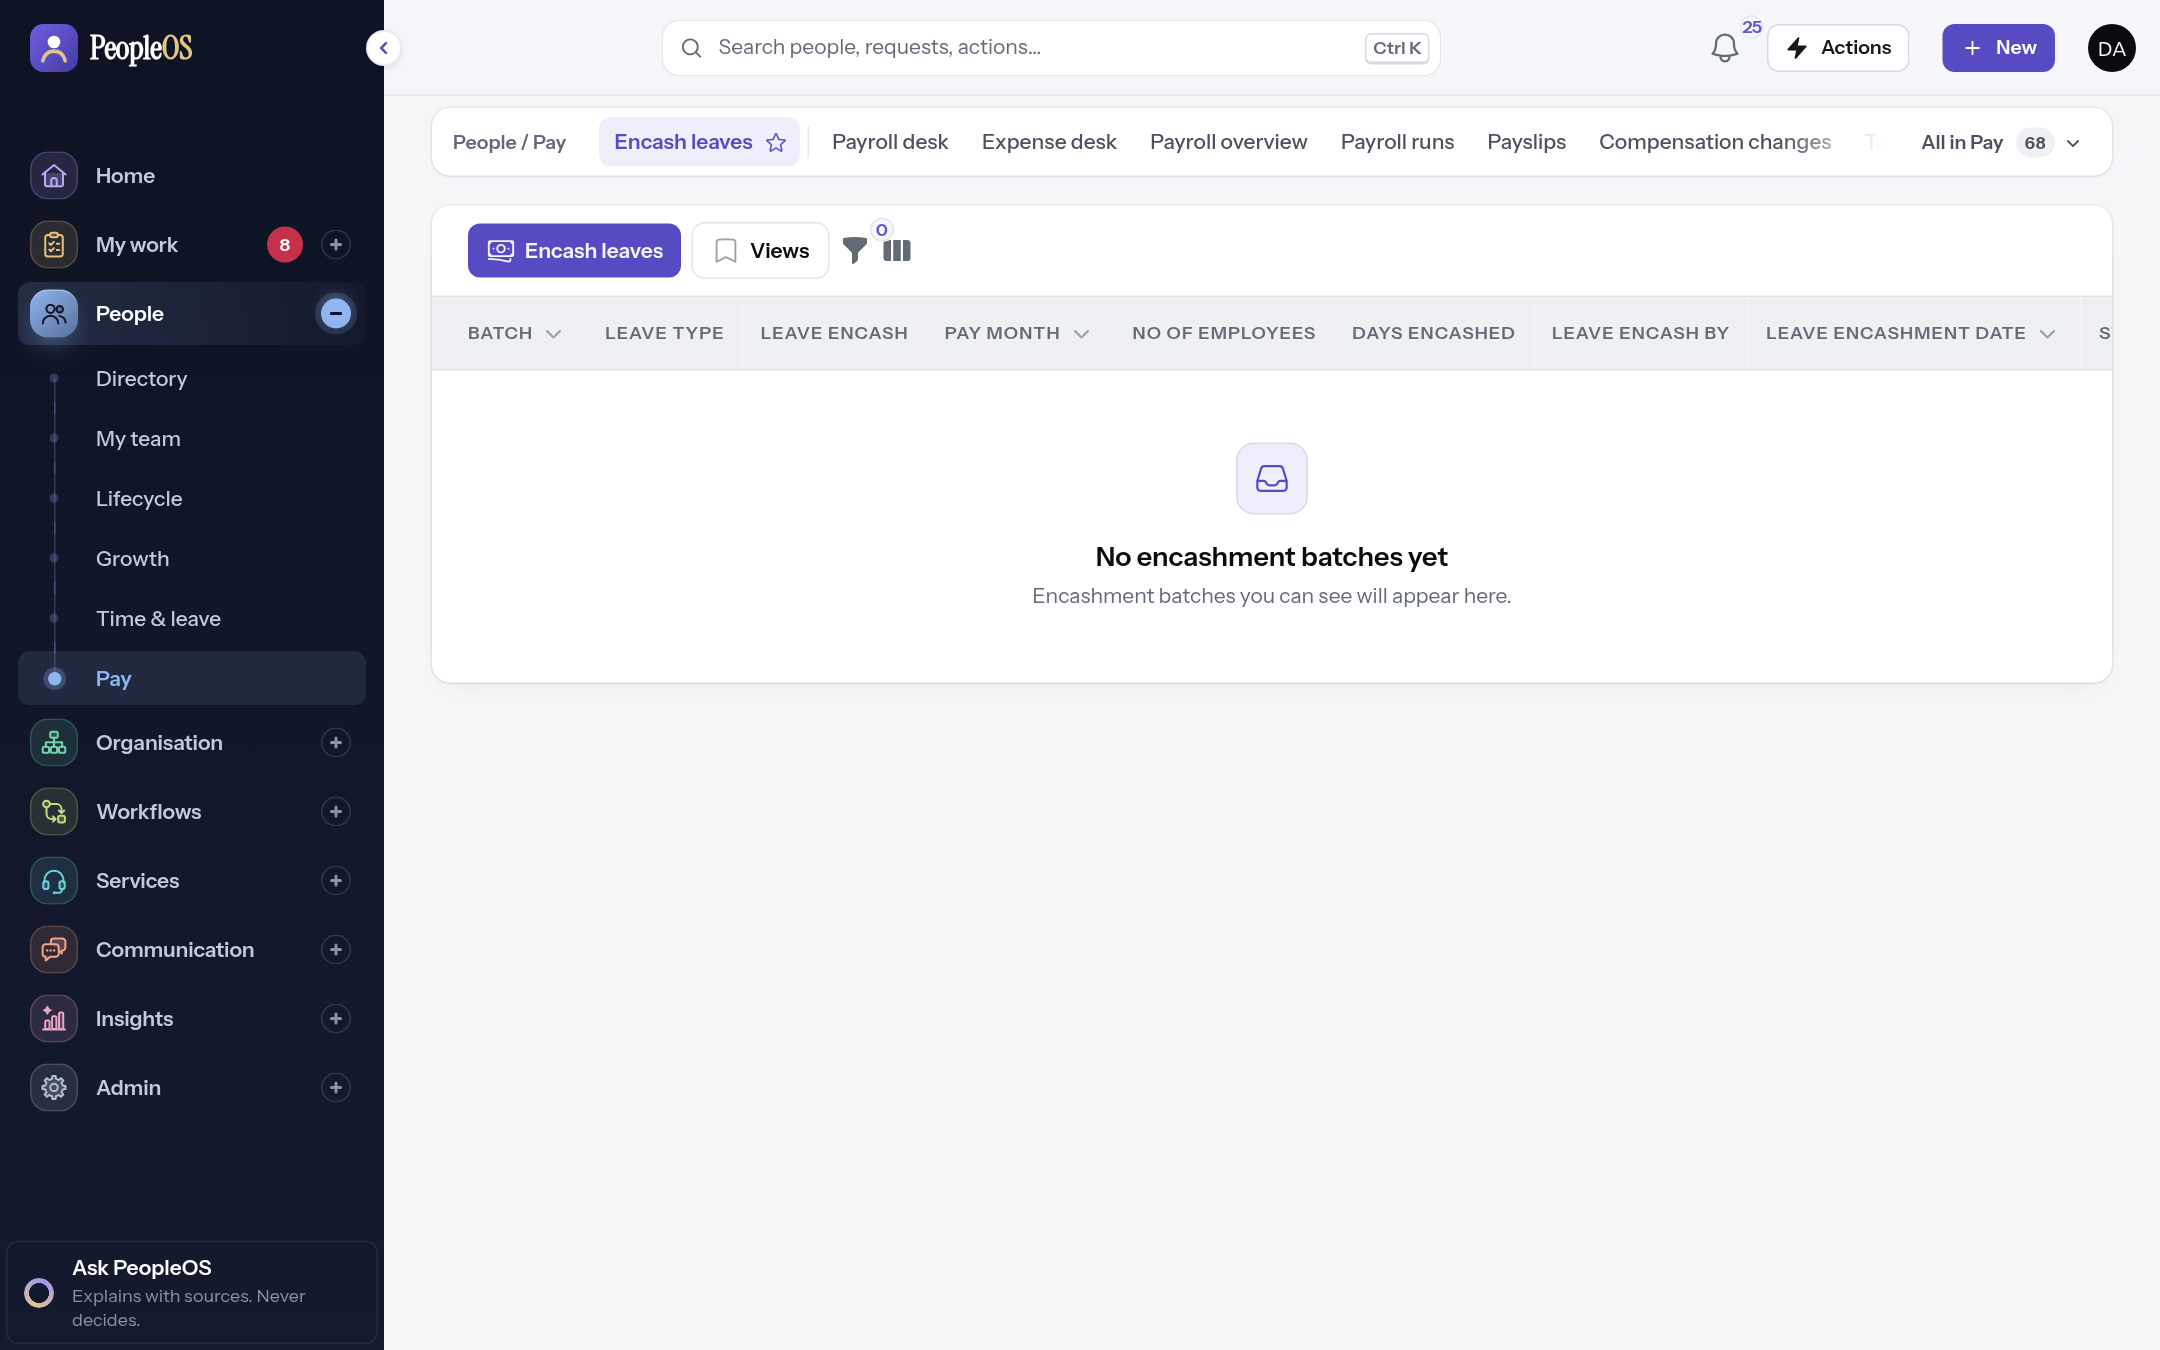 PeopleOS
Search people, requests, actions...
Ctrl K
25
Actions
New
DA
Home
My work
8
People
Directory
My team
Lifecycle
Growth
Time & leave
Pay
Organisation
Workflows
Services
Communication
Insights
Admin
Ask PeopleOS
Explains with sources. Never
decides.
People / Pay
Encash leaves
Payroll desk
Expense desk
Payroll overview
Payroll runs
Payslips
Compensation changes
All in Pay
68
Encash leaves
Views
0
BATCH
LEAVE TYPE
LEAVE ENCASH
PAY MONTH
NO OF EMPLOYEES
DAYS ENCASHED
LEAVE ENCASH BY
LEAVE ENCASHMENT DATE
No encashment batches yet
Encashment batches you can see will appear here.